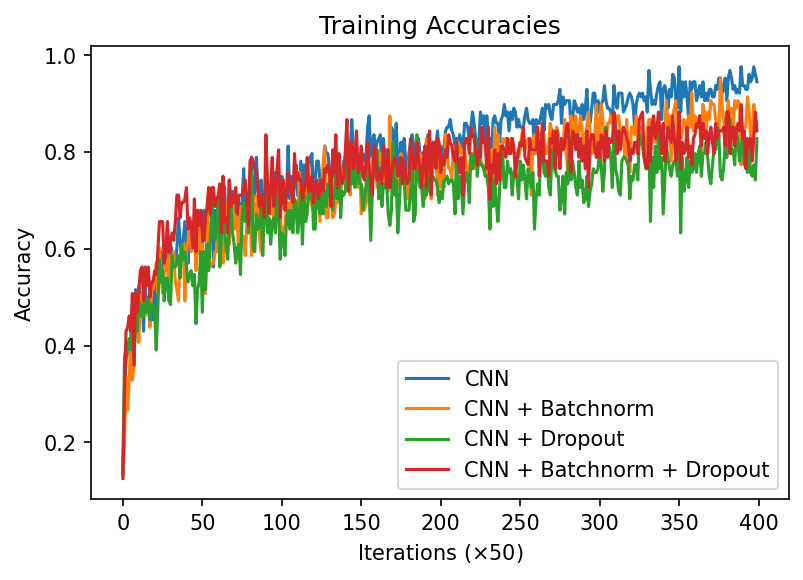 Training Accuracies
1.0
0.8
0.6
0.4
0.2
Accuracy
CNN
CNN + Batchnorm
CNN + Dropout
CNN + Batchnorm + Dropout
0 50 100 150 200 250 300 350 400
Iterations (×50)